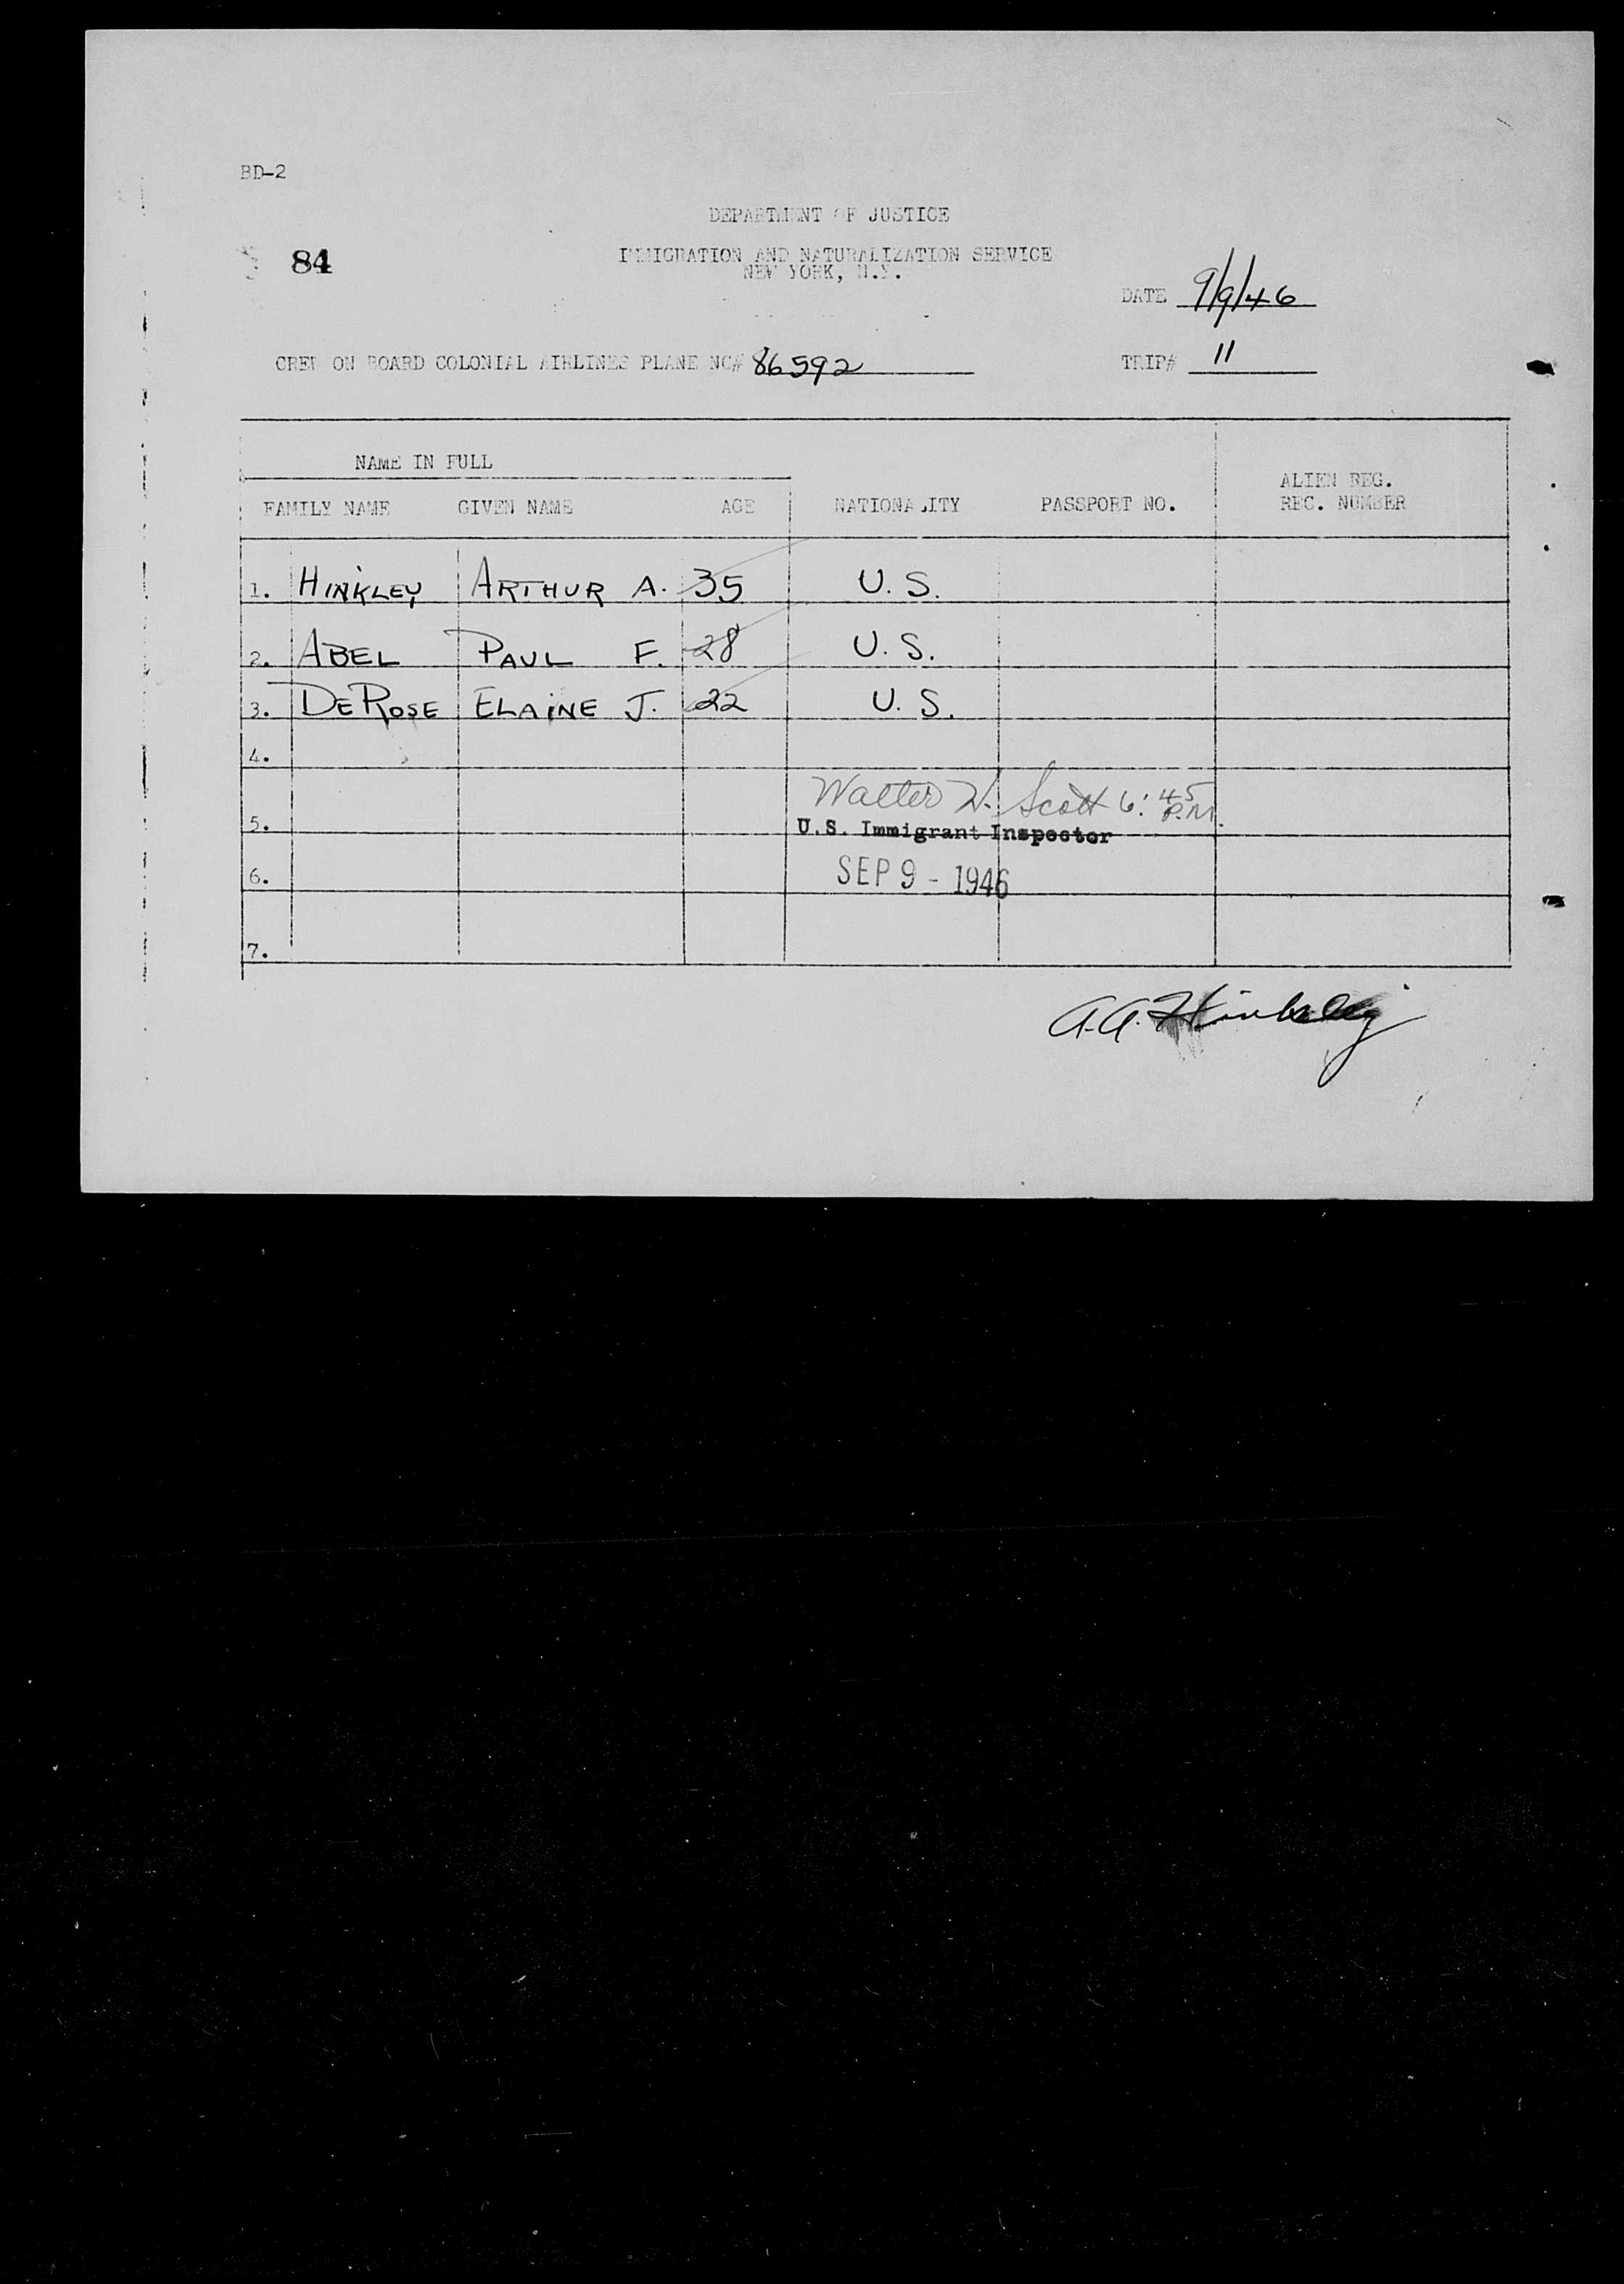 BD-2
DEPARTMENT OF JUSTICE
84
IMMIGRATION AND NATURALIZATION SERVICE
NEW YORK, N.Y.
DATE 9/9/46
CREW ON BOARD COLONIAL AIRLINES PLANE NC# 86592
TRIP# 11
NAME IN FULL
ALIEN REG.
FAMILY NAME GIVEN NAME AGE NATIONALITY PASSPORT NO. REC. NUMBER
1. HINKLEY ARTHUR A. 35 U.S.
2. ABEL PAUL F. 28 U.S.
3. DEROSE ELAINE J. 22 U.S.
4.
Walter W. Scott 6:45 P.M.
5. U.S. Immigrant Inspector
6. SEP 9 - 1946
7.
A.A. Hinkley